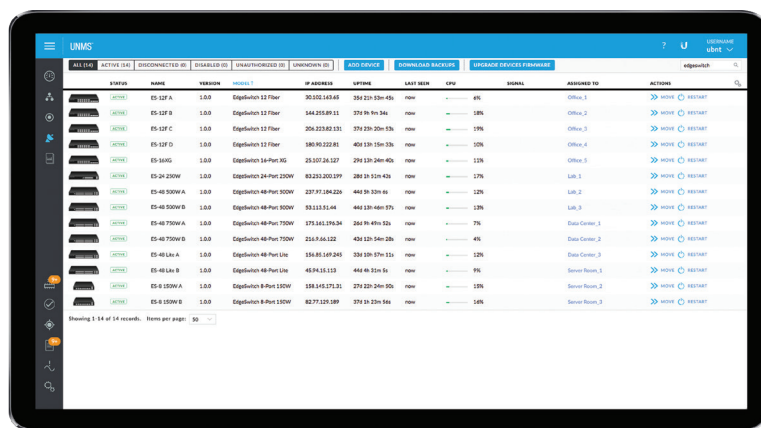 UNMS
? U USERNAME
ubnt
ALL (14) ACTIVE (14) DISCONNECTED (0) DISABLED (0) UNAUTHORIZED (0) UNKNOWN (0) ADD DEVICE DOWNLOAD BACKUPS UPGRADE DEVICES FIRMWARE edgeswitch
STATUS NAME VERSION MODEL ↑ IP ADDRESS UPTIME LAST SEEN CPU SIGNAL ASSIGNED TO ACTIONS
ACTIVE ES-12F A 1.0.0 EdgeSwitch 12 Fiber 30.102.163.65 35d 21h 53m 45s now 6% Office_1 MOVE RESTART
ACTIVE ES-12F B 1.0.0 EdgeSwitch 12 Fiber 144.255.89.11 37d 9h 9m 34s now 18% Office_2 MOVE RESTART
ACTIVE ES-12F C 1.0.0 EdgeSwitch 12 Fiber 206.223.82.131 37d 23h 20m 53s now 19% Office_3 MOVE RESTART
ACTIVE ES-12F D 1.0.0 EdgeSwitch 12 Fiber 180.90.222.81 40d 13h 15m 33s now 10% Office_4 MOVE RESTART
ACTIVE ES-16XG 1.0.0 EdgeSwitch 16-Port XG 25.107.26.127 29d 13h 24m 40s now 11% Office_5 MOVE RESTART
ACTIVE ES-24 250W 1.0.0 EdgeSwitch 24-Port 250W 83.253.200.199 28d 1h 51m 43s now 17% Lab_1 MOVE RESTART
ACTIVE ES-48 500W A 1.0.0 EdgeSwitch 48-Port 500W 237.97.184.226 44d 5h 33m 6s now 12% Lab_2 MOVE RESTART
ACTIVE ES-48 500W B 1.0.0 EdgeSwitch 48-Port 500W 53.113.51.44 44d 13h 46m 57s now 13% Lab_3 MOVE RESTART
ACTIVE ES-48 750W A 1.0.0 EdgeSwitch 48-Port 750W 175.161.196.34 26d 9h 49m 52s now 7% Data Center_1 MOVE RESTART
ACTIVE ES-48 750W B 1.0.0 EdgeSwitch 48-Port 750W 216.9.66.122 43d 12h 54m 28s now 4% Data Center_2 MOVE RESTART
ACTIVE ES-48 Lite A 1.0.0 EdgeSwitch 48-Port Lite 156.85.169.245 33d 10h 57m 11s now 12% Data Center_3 MOVE RESTART
ACTIVE ES-48 Lite B 1.0.0 EdgeSwitch 48-Port Lite 45.94.15.113 44d 4h 31m 5s now 9% Server Room_1 MOVE RESTART
ACTIVE ES-8 150W A 1.0.0 EdgeSwitch 8-Port 150W 158.145.171.31 27d 22h 24m 50s now 15% Server Room_2 MOVE RESTART
ACTIVE ES-8 150W B 1.0.0 EdgeSwitch 8-Port 150W 82.77.129.189 37d 1h 23m 56s now 16% Server Room_3 MOVE RESTART
Showing 1-14 of 14 records. Items per page: 50
9+
9+